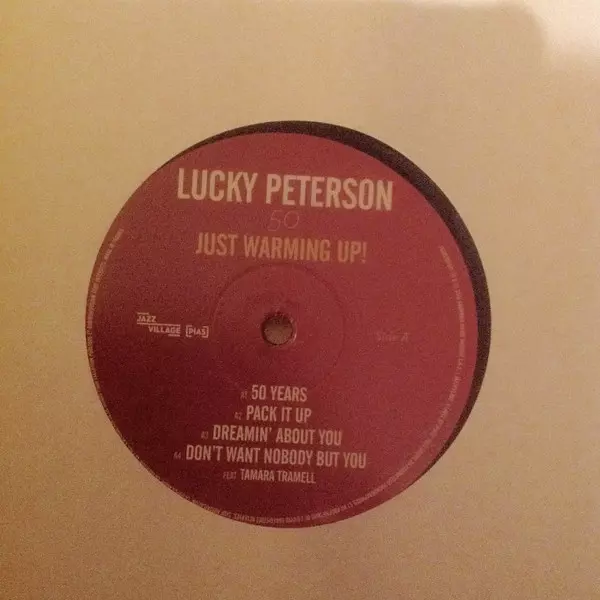 LUCKY PETERSON
50
JUST WARMING UP!
JAZZ
VILLAGE [PIAS]
Side A
A1 50 YEARS
A2 PACK IT UP
A3 DREAMIN' ABOUT YOU
A4 DON'T WANT NOBODY BUT YOU
FEAT. TAMARA TRAMELL